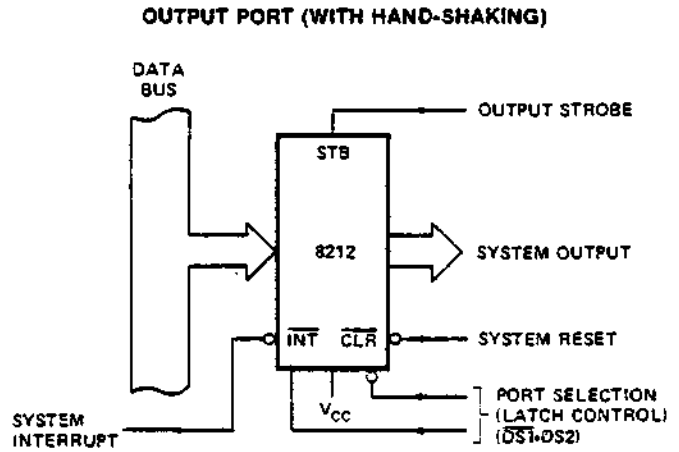 OUTPUT PORT (WITH HAND-SHAKING)
DATA
BUS
OUTPUT STROBE
STB
8212
SYSTEM OUTPUT
INT
CLR
SYSTEM RESET
VCC
PORT SELECTION
(LATCH CONTROL)
(DS1•DS2)
SYSTEM
INTERRUPT